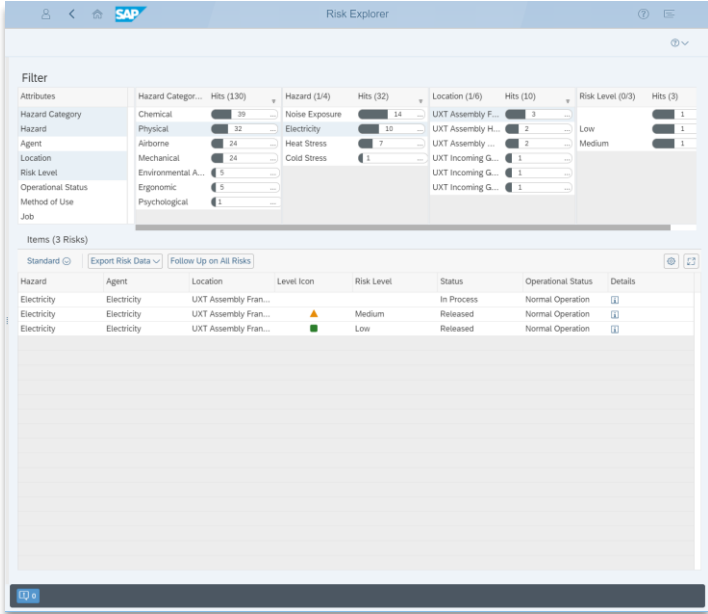 SAP Risk Explorer
Filter
Attributes Hazard Categor... Hits (130) Hazard (1/4) Hits (32) Location (1/6) Hits (10) Risk Level (0/3) Hits (3)
Hazard Category Chemical 39 ... Noise Exposure 14 ... UXT Assembly F... 3 ... 1
Hazard Physical 32 ... Electricity 10 ... UXT Assembly H... 2 ... Low 1
Agent Airborne 24 ... Heat Stress 7 ... UXT Assembly ... 2 ... Medium 1
Location Mechanical 24 ... Cold Stress 1 ... UXT Incoming G... 1 ...
Risk Level Environmental A... 5 ... UXT Incoming G... 1 ...
Operational Status Ergonomic 5 ... UXT Incoming G... 1 ...
Method of Use Psychological 1 ...
Job
Items (3 Risks)
Standard Export Risk Data Follow Up on All Risks
Hazard Agent Location Level Icon Risk Level Status Operational Status Details
Electricity Electricity UXT Assembly Fran... In Process Normal Operation
Electricity Electricity UXT Assembly Fran... Medium Released Normal Operation
Electricity Electricity UXT Assembly Fran... Low Released Normal Operation
0